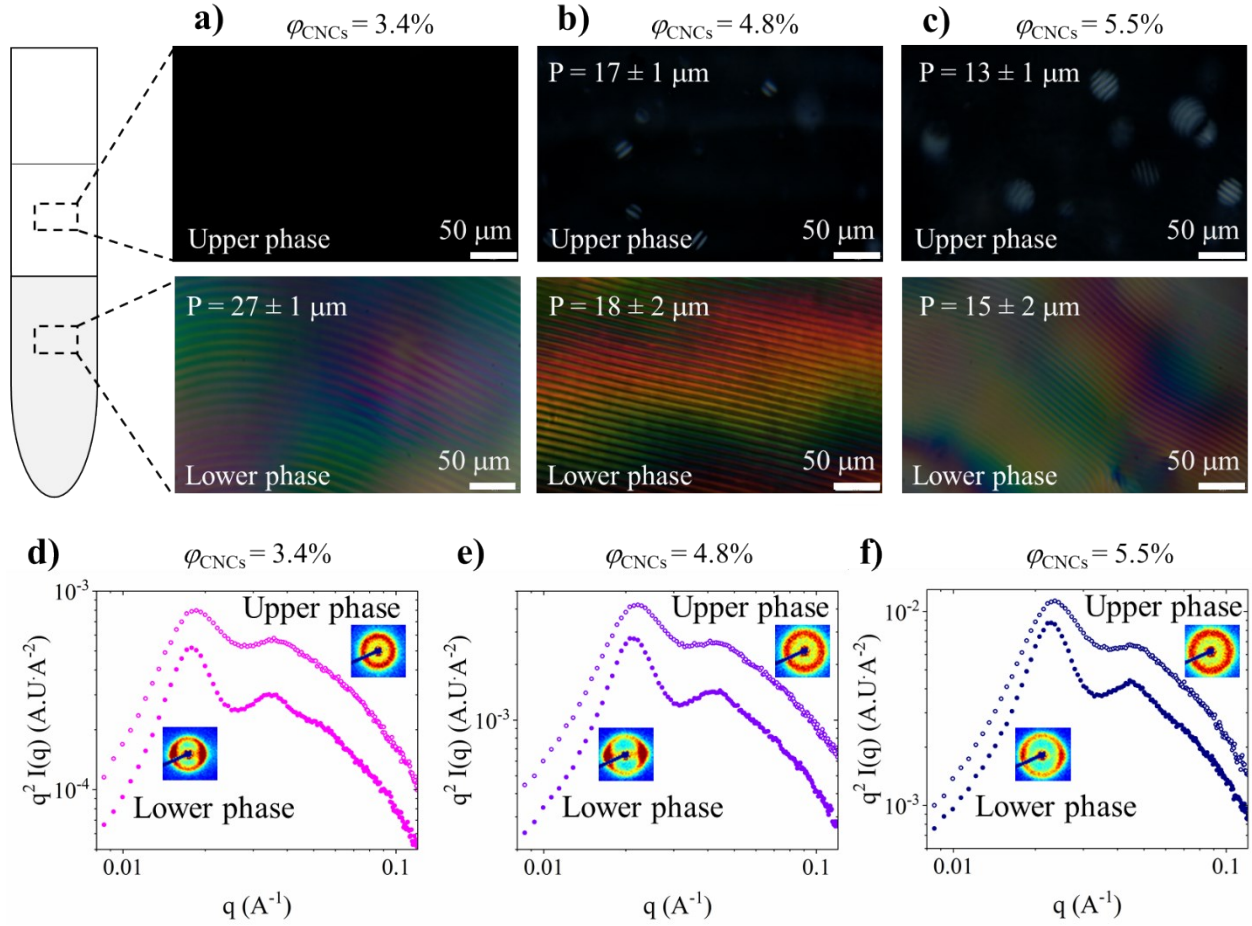 a)
φCNCs = 3.4%
b)
φCNCs = 4.8%
c)
φCNCs = 5.5%
Upper phase
50 μm
P = 17 ± 1 μm
Upper phase
50 μm
P = 13 ± 1 μm
Upper phase
50 μm
P = 27 ± 1 μm
Lower phase
50 μm
P = 18 ± 2 μm
Lower phase
50 μm
P = 15 ± 2 μm
Lower phase
50 μm
d)
φCNCs = 3.4%
10⁻³
10⁻⁴
q² I(q) (A.U·A⁻²)
Upper phase
Lower phase
0.01
0.1
q (A⁻¹)
e)
φCNCs = 4.8%
10⁻³
q² I(q) (A.U·A⁻²)
Upper phase
Lower phase
0.01
0.1
q (A⁻¹)
f)
φCNCs = 5.5%
10⁻²
10⁻³
q² I(q) (A.U·A⁻²)
Upper phase
Lower phase
0.01
0.1
q (A⁻¹)